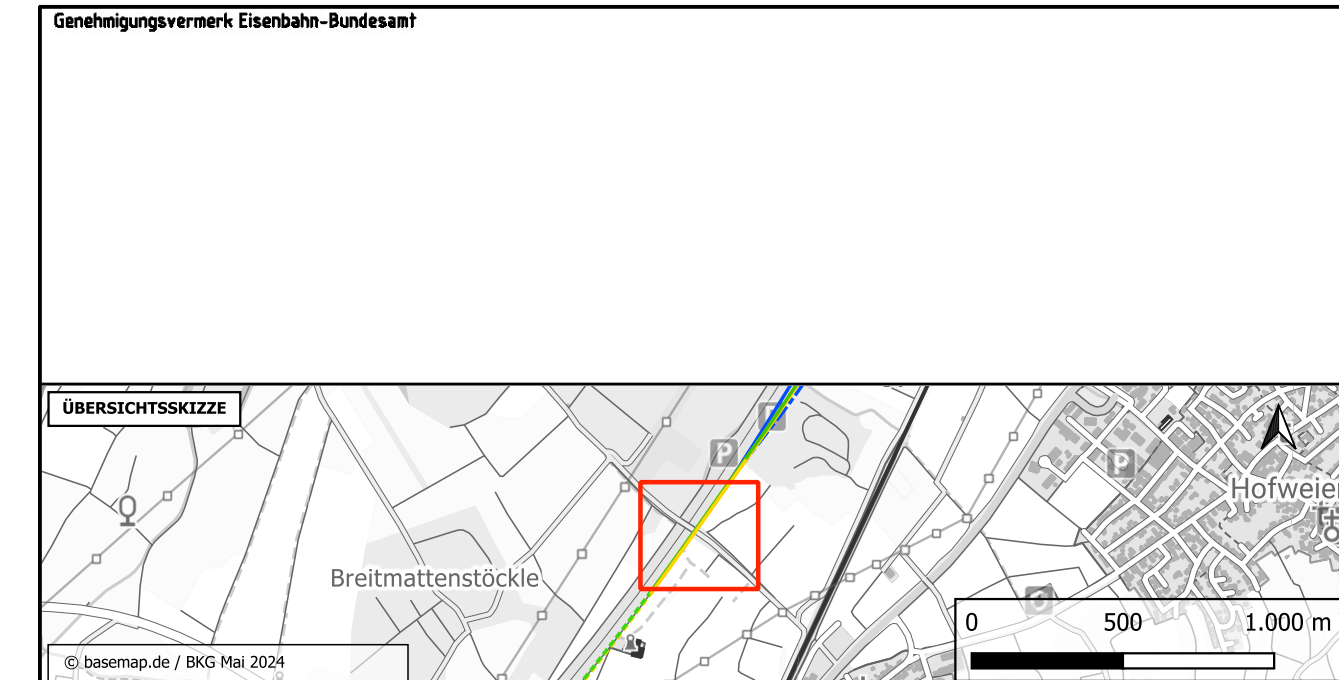 Genehmigungsvermerk Eisenbahn-Bundesamt
ÜBERSICHTSSKIZZE
P
P
P
Hofweier
Breitmattenstöckle
0 500 1.000 m
© basemap.de / BKG Mai 2024